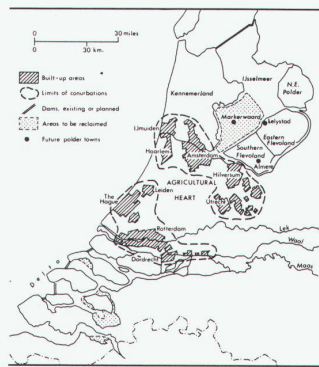 0 30 miles
0 30 km.
Built-up areas
Limits of conurbations
Dams, existing or planned
Areas to be reclaimed
Future polder towns
IJsselmeer
N.E.
Polder
Kennemerland
Markerwaard
Lelystad
IJmuiden
Eastern
Flevoland
Haarlem
Amsterdam
Southern
Flevoland
Almere
Hilversum
AGRICULTURAL
HEART
Leiden
The
Hague
Utrecht
Rotterdam
Lek
Waal
Dordrecht
Maas